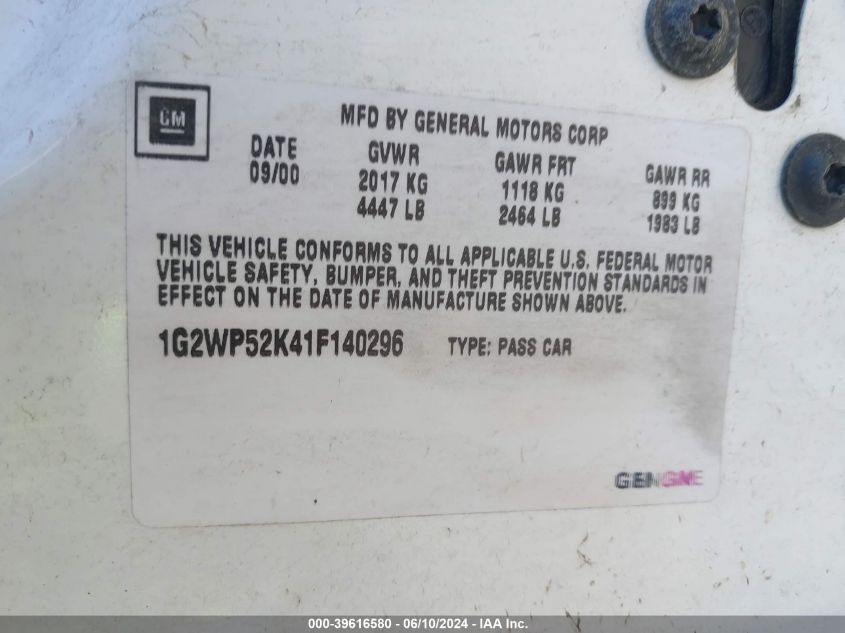 GM
MFD BY GENERAL MOTORS CORP
DATE GVWR GAWR FRT GAWR RR
09/00 2017 KG 1118 KG 899 KG
4447 LB 2464 LB 1983 LB
THIS VEHICLE CONFORMS TO ALL APPLICABLE U.S. FEDERAL MOTOR
VEHICLE SAFETY, BUMPER, AND THEFT PREVENTION STANDARDS IN
EFFECT ON THE DATE OF MANUFACTURE SHOWN ABOVE.
1G2WP52K41F140296 TYPE: PASS CAR
GENGME
000-39616580 - 06/10/2024 - IAA Inc.